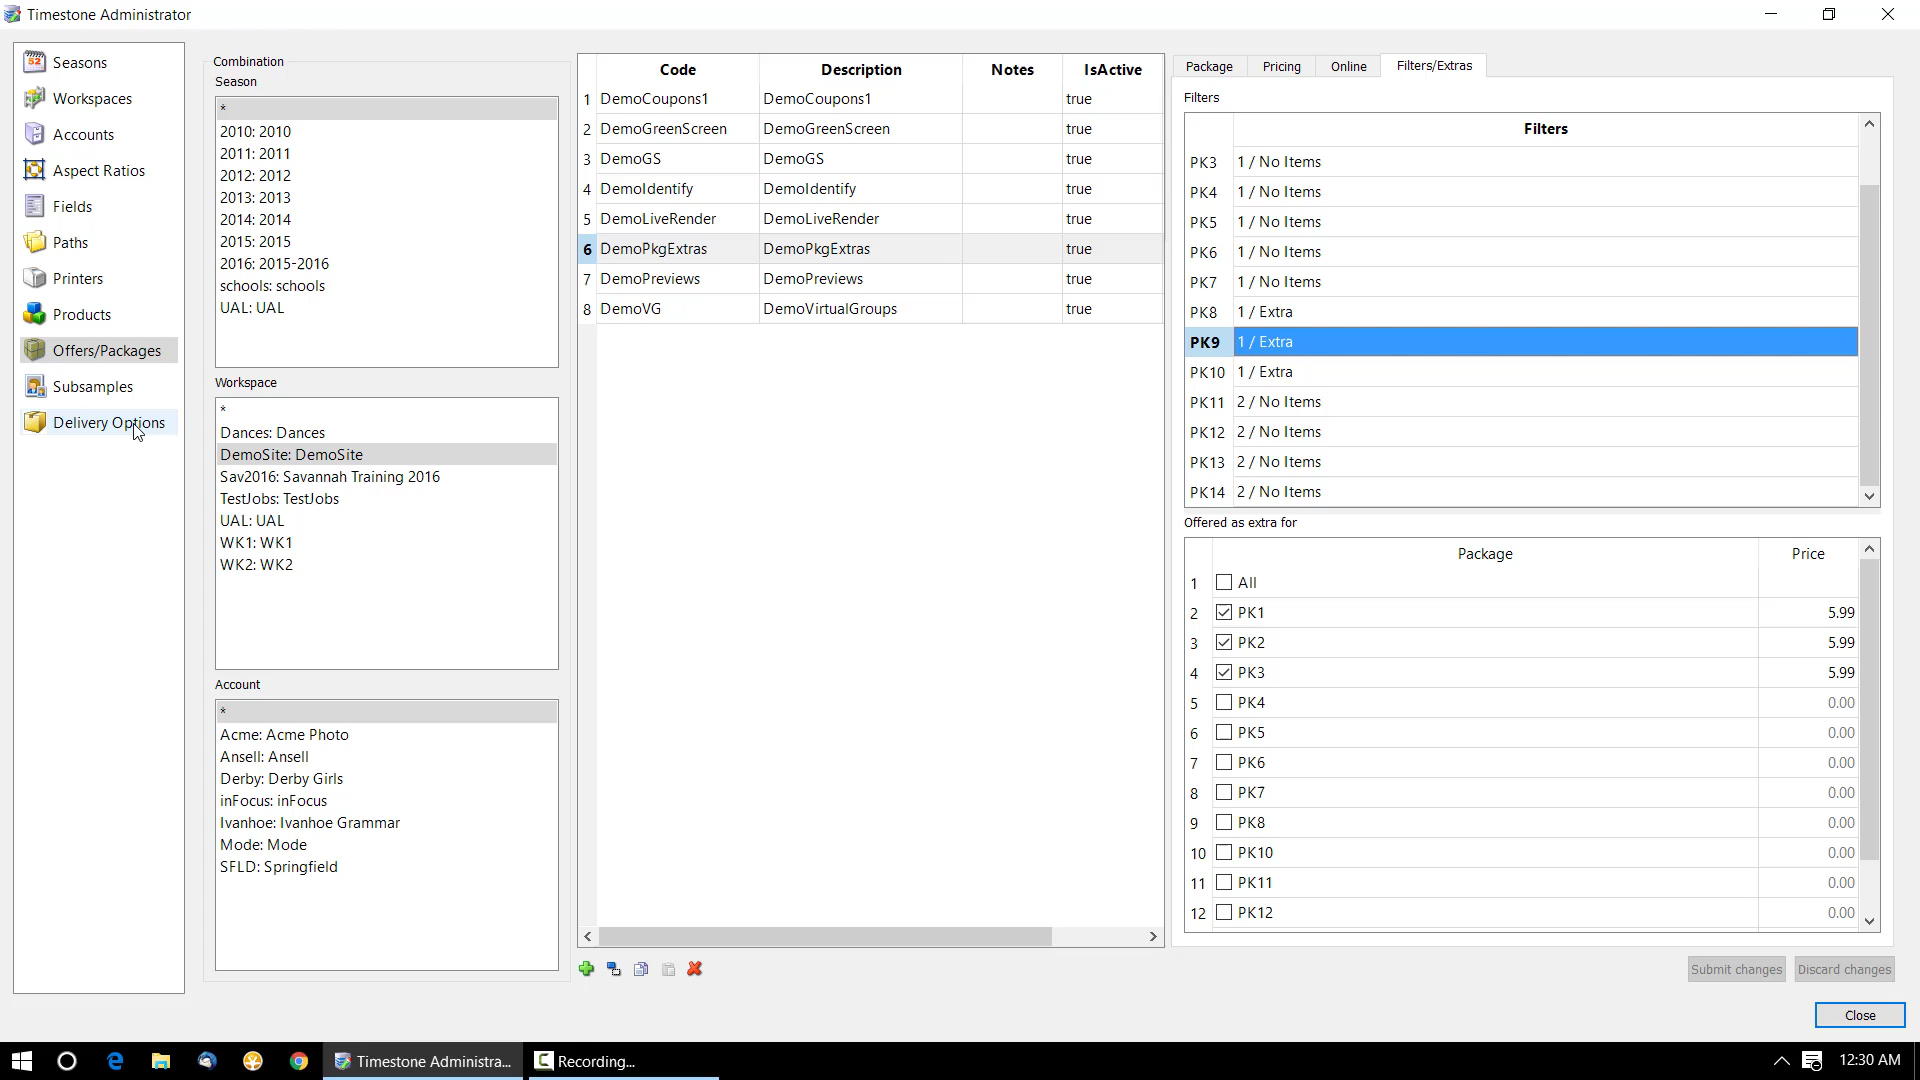 Timestone Administrator
Seasons
Workspaces
Accounts
Aspect Ratios
Fields
Paths
Printers
Products
Offers/Packages
Subsamples
Delivery Options
Combination
Season
*
2010: 2010
2011: 2011
2012: 2012
2013: 2013
2014: 2014
2015: 2015
2016: 2015-2016
schools: schools
UAL: UAL
Workspace
*
Dances: Dances
DemoSite: DemoSite
Sav2016: Savannah Training 2016
TestJobs: TestJobs
UAL: UAL
WK1: WK1
WK2: WK2
Account
*
Acme: Acme Photo
Ansell: Ansell
Derby: Derby Girls
inFocus: inFocus
Ivanhoe: Ivanhoe Grammar
Mode: Mode
SFLD: Springfield
Code Description Notes IsActive
1 DemoCoupons1 DemoCoupons1 true
2 DemoGreenScreen DemoGreenScreen true
3 DemoGS DemoGS true
4 DemoIdentify DemoIdentify true
5 DemoLiveRender DemoLiveRender true
6 DemoPkgExtras DemoPkgExtras true
7 DemoPreviews DemoPreviews true
8 DemoVG DemoVirtualGroups true
Package Pricing Online Filters/Extras
Filters
Filters
PK3 1 / No Items
PK4 1 / No Items
PK5 1 / No Items
PK6 1 / No Items
PK7 1 / No Items
PK8 1 / Extra
PK9 1 / Extra
PK10 1 / Extra
PK11 2 / No Items
PK12 2 / No Items
PK13 2 / No Items
PK14 2 / No Items
Offered as extra for
Package Price
1 All
2 PK1 5.99
3 PK2 5.99
4 PK3 5.99
5 PK4 0.00
6 PK5 0.00
7 PK6 0.00
8 PK7 0.00
9 PK8 0.00
10 PK10 0.00
11 PK11 0.00
12 PK12 0.00
Submit changes Discard changes
Close
Timestone Administra... Recording... 12:30 AM